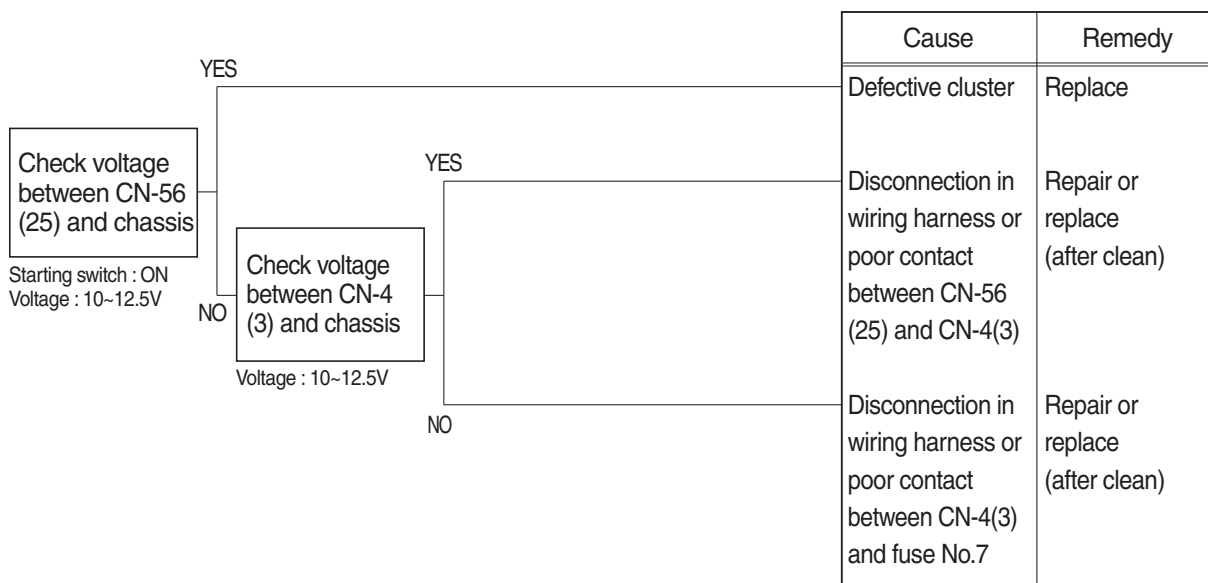 Cause
Remedy
YES
Defective cluster
Replace
Check voltage
between CN-56
(25) and chassis
Starting switch : ON
Voltage : 10~12.5V
NO
YES
Check voltage
between CN-4
(3) and chassis
Voltage : 10~12.5V
Disconnection in
wiring harness or
poor contact
between CN-56
(25) and CN-4(3)
Repair or
replace
(after clean)
NO
Disconnection in
wiring harness or
poor contact
between CN-4(3)
and fuse No.7
Repair or
replace
(after clean)